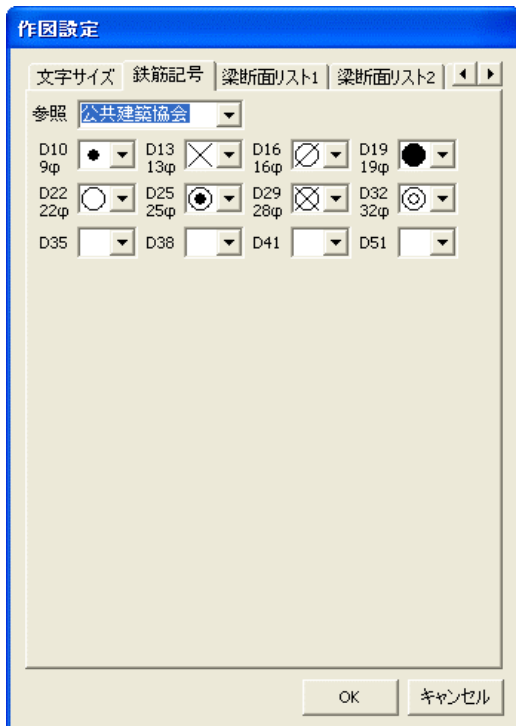 作図設定
文字サイズ 鉄筋記号 梁断面リスト1 梁断面リスト2
参照 公共建築協会
D10 D13 D16 D19
9φ 13φ 16φ 19φ
D22 D25 D29 D32
22φ 25φ 28φ 32φ
D35 D38 D41 D51
OK キャンセル